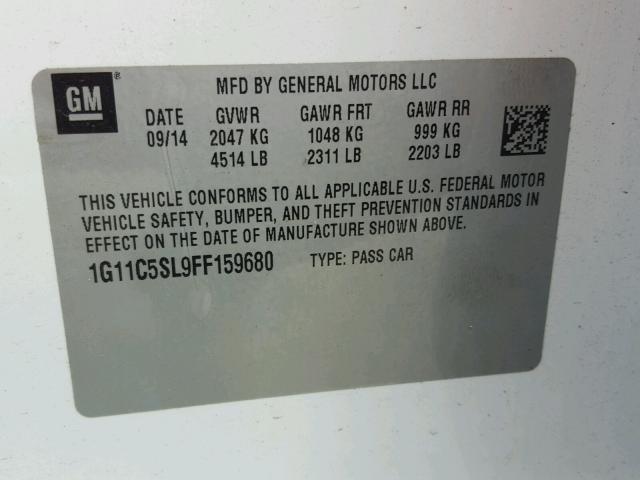 GM®
MFD BY GENERAL MOTORS LLC
DATE GVWR GAWR FRT GAWR RR
09/14 2047 KG 1048 KG 999 KG
4514 LB 2311 LB 2203 LB
THIS VEHICLE CONFORMS TO ALL APPLICABLE U.S. FEDERAL MOTOR
VEHICLE SAFETY, BUMPER, AND THEFT PREVENTION STANDARDS IN
EFFECT ON THE DATE OF MANUFACTURE SHOWN ABOVE.
1G11C5SL9FF159680 TYPE: PASS CAR